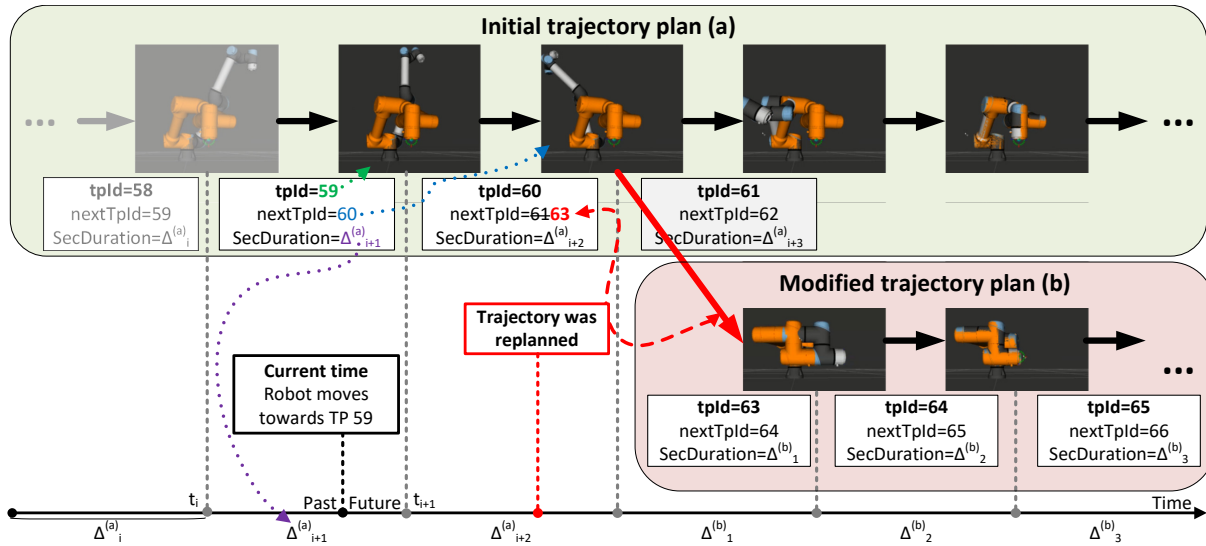 Initial trajectory plan (a)
...
...
tpId=58
nextTpId=59
SecDuration=Δ⁽ᵃ⁾ᵢ
tpId=59
nextTpId=60
SecDuration=Δ⁽ᵃ⁾ᵢ₊₁
tpId=60
nextTpId=~~61~~63
SecDuration=Δ⁽ᵃ⁾ᵢ₊₂
tpId=61
nextTpId=62
SecDuration=Δ⁽ᵃ⁾ᵢ₊₃
Modified trajectory plan (b)
...
Trajectory was
replanned
Current time
Robot moves
towards TP 59
tpId=63
nextTpId=64
SecDuration=Δ⁽ᵇ⁾₁
tpId=64
nextTpId=65
SecDuration=Δ⁽ᵇ⁾₂
tpId=65
nextTpId=66
SecDuration=Δ⁽ᵇ⁾₃
tᵢ Past Future tᵢ₊₁ Time
Δ⁽ᵃ⁾ᵢ Δ⁽ᵃ⁾ᵢ₊₁ Δ⁽ᵃ⁾ᵢ₊₂ Δ⁽ᵇ⁾₁ Δ⁽ᵇ⁾₂ Δ⁽ᵇ⁾₃